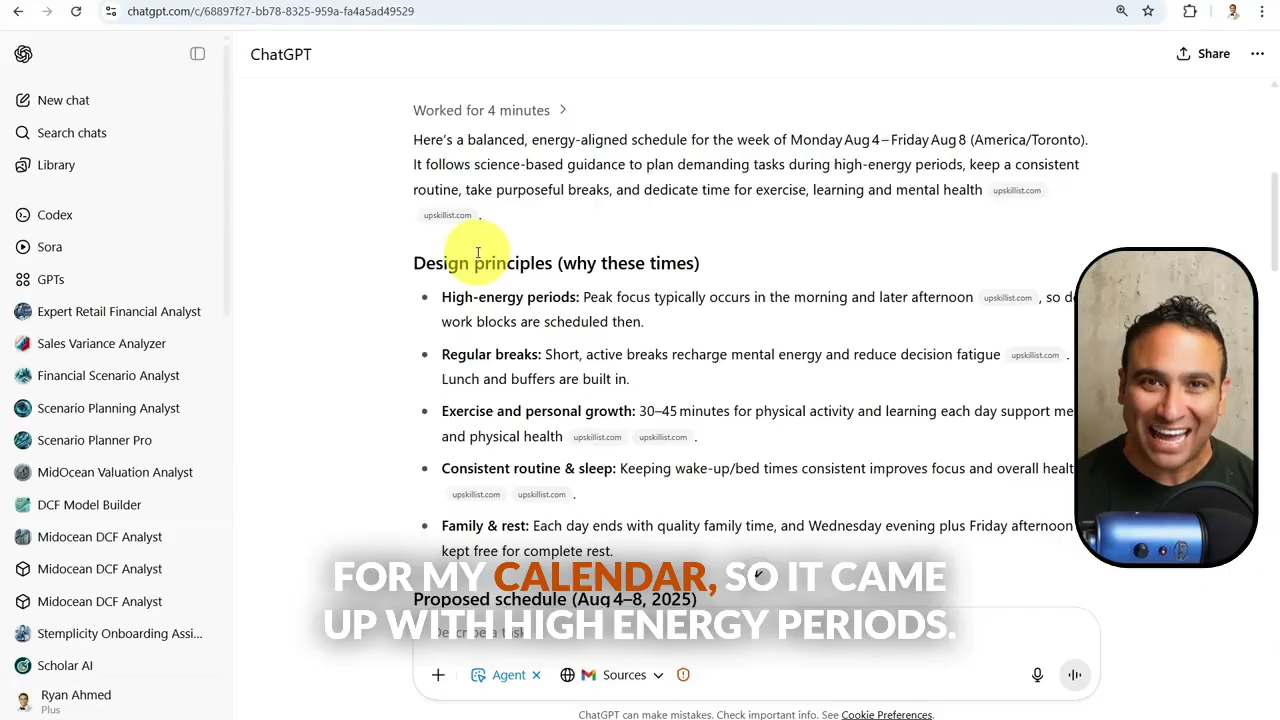 chatgpt.com/c/68897f27-bb78-8325-959a-fa4a5ad49529
ChatGPT
Share
New chat
Search chats
Library
Codex
Sora
GPTs
Expert Retail Financial Analyst
Sales Variance Analyzer
Financial Scenario Analyst
Scenario Planning Analyst
Scenario Planner Pro
MidOcean Valuation Analyst
DCF Model Builder
Midocean DCF Analyst
Midocean DCF Analyst
Midocean DCF Analyst
Stemplicity Onboarding Assi...
Scholar AI
Ryan Ahmed
Plus
Worked for 4 minutes
Here's a balanced, energy-aligned schedule for the week of Monday Aug 4–Friday Aug 8 (America/Toronto).
It follows science-based guidance to plan demanding tasks during high-energy periods, keep a consistent
routine, take purposeful breaks, and dedicate time for exercise, learning and mental health upskillist.com
upskillist.com .
Design principles (why these times)
High-energy periods: Peak focus typically occurs in the morning and later afternoon upskillist.com , so
work blocks are scheduled then.
Regular breaks: Short, active breaks recharge mental energy and reduce decision fatigue upskillist.com .
Lunch and buffers are built in.
Exercise and personal growth: 30–45 minutes for physical activity and learning each day support
and physical health upskillist.com upskillist.com .
Consistent routine & sleep: Keeping wake-up/bed times consistent improves focus and overall
upskillist.com upskillist.com .
Family & rest: Each day ends with quality family time, and Wednesday evening plus Friday afternoon
kept free for complete rest.
Proposed schedule (Aug 4–8, 2025)
FOR MY CALENDAR, SO IT CAME
UP WITH HIGH ENERGY PERIODS.
Describe a task
Agent
Sources
ChatGPT can make mistakes. Check important info. See Cookie Preferences.